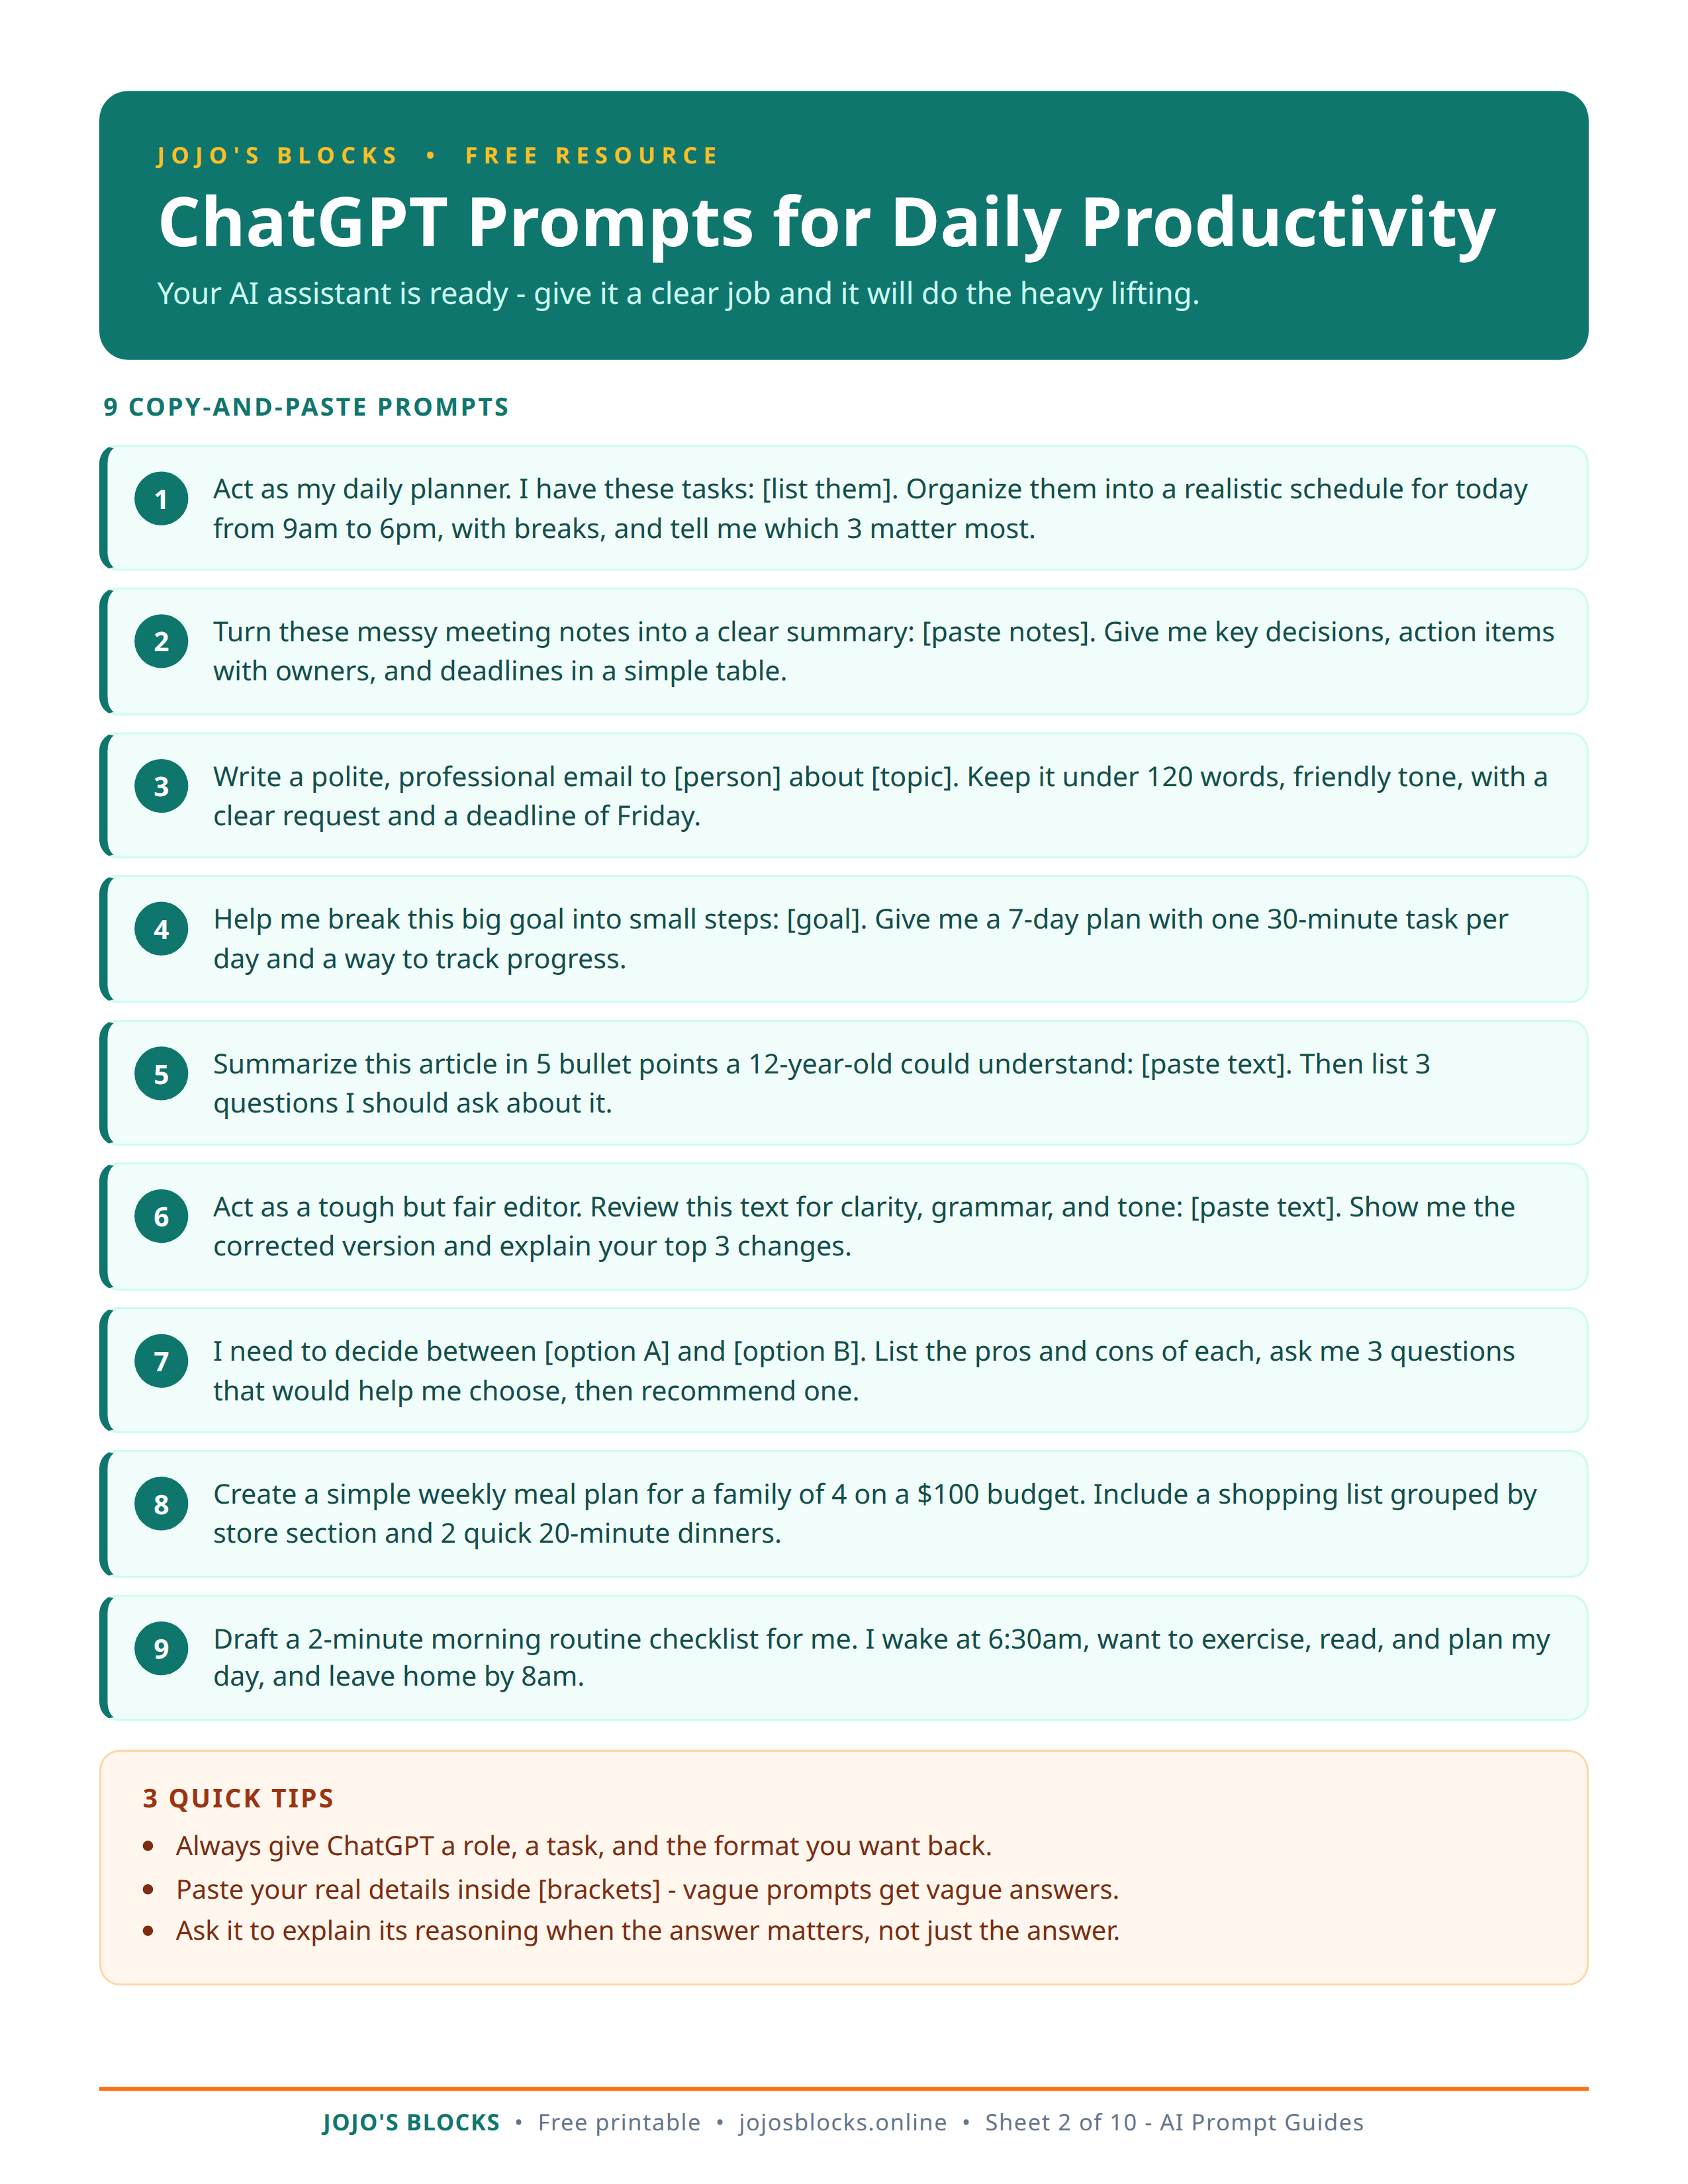 JOJO'S BLOCKS • FREE RESOURCE
ChatGPT Prompts for Daily Productivity
Your AI assistant is ready - give it a clear job and it will do the heavy lifting.
9 COPY-AND-PASTE PROMPTS
1 Act as my daily planner. I have these tasks: [list them]. Organize them into a realistic schedule for today
from 9am to 6pm, with breaks, and tell me which 3 matter most.
2 Turn these messy meeting notes into a clear summary: [paste notes]. Give me key decisions, action items
with owners, and deadlines in a simple table.
3 Write a polite, professional email to [person] about [topic]. Keep it under 120 words, friendly tone, with a
clear request and a deadline of Friday.
4 Help me break this big goal into small steps: [goal]. Give me a 7-day plan with one 30-minute task per
day and a way to track progress.
5 Summarize this article in 5 bullet points a 12-year-old could understand: [paste text]. Then list 3
questions I should ask about it.
6 Act as a tough but fair editor. Review this text for clarity, grammar, and tone: [paste text]. Show me the
corrected version and explain your top 3 changes.
7 I need to decide between [option A] and [option B]. List the pros and cons of each, ask me 3 questions
that would help me choose, then recommend one.
8 Create a simple weekly meal plan for a family of 4 on a $100 budget. Include a shopping list grouped by
store section and 2 quick 20-minute dinners.
9 Draft a 2-minute morning routine checklist for me. I wake at 6:30am, want to exercise, read, and plan my
day, and leave home by 8am.
3 QUICK TIPS
• Always give ChatGPT a role, a task, and the format you want back.
• Paste your real details inside [brackets] - vague prompts get vague answers.
• Ask it to explain its reasoning when the answer matters, not just the answer.
JOJO'S BLOCKS • Free printable • jojosblocks.online • Sheet 2 of 10 - AI Prompt Guides